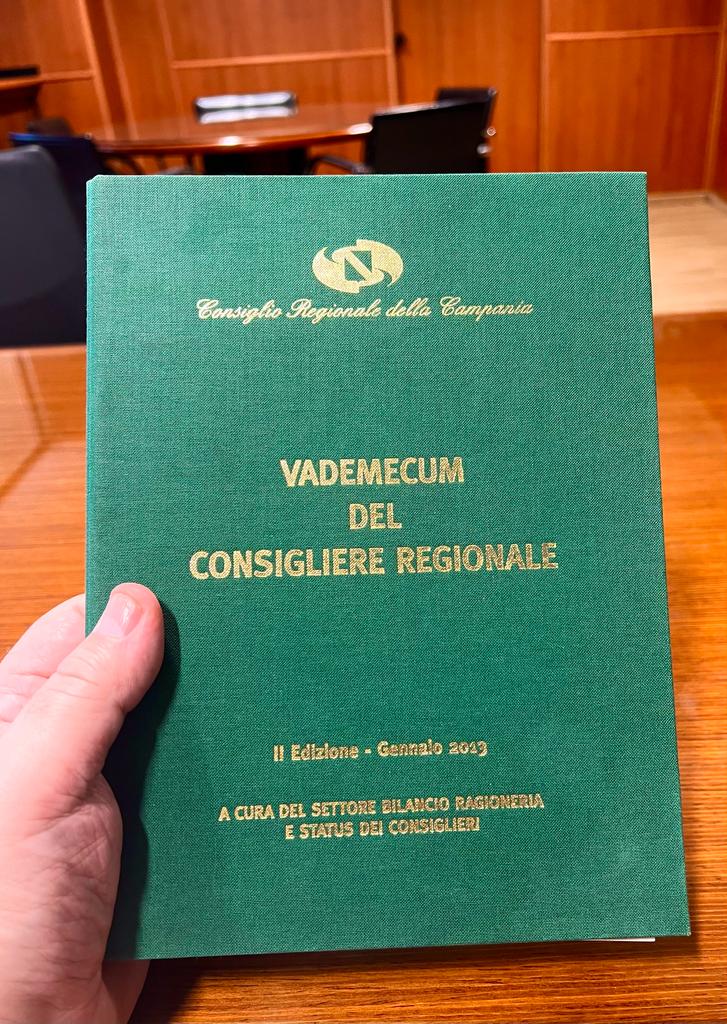 Consiglio Regionale della Campania
VADEMECUM
DEL
CONSIGLIERE REGIONALE
II Edizione - Gennaio 2013
A CURA DEL SETTORE BILANCIO RAGIONERIA
E STATUS DEI CONSIGLIERI